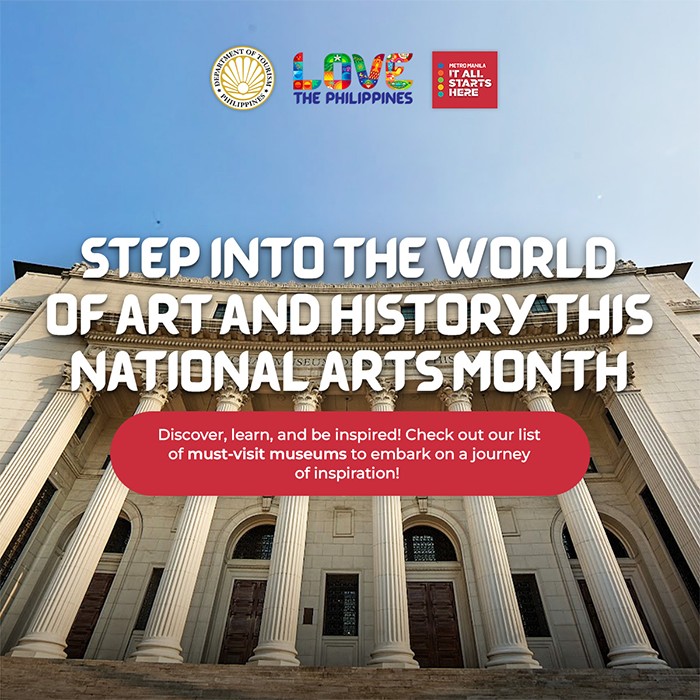 DEPARTMENT OF TOURISM
PHILIPPINES
LOVE
THE PHILIPPINES
METRO MANILA
IT ALL
STARTS
HERE
STEP INTO THE WORLD
OF ART AND HISTORY THIS
NATIONAL ARTS MONTH
Discover, learn, and be inspired! Check out our list
of must-visit museums to embark on a journey
of inspiration!